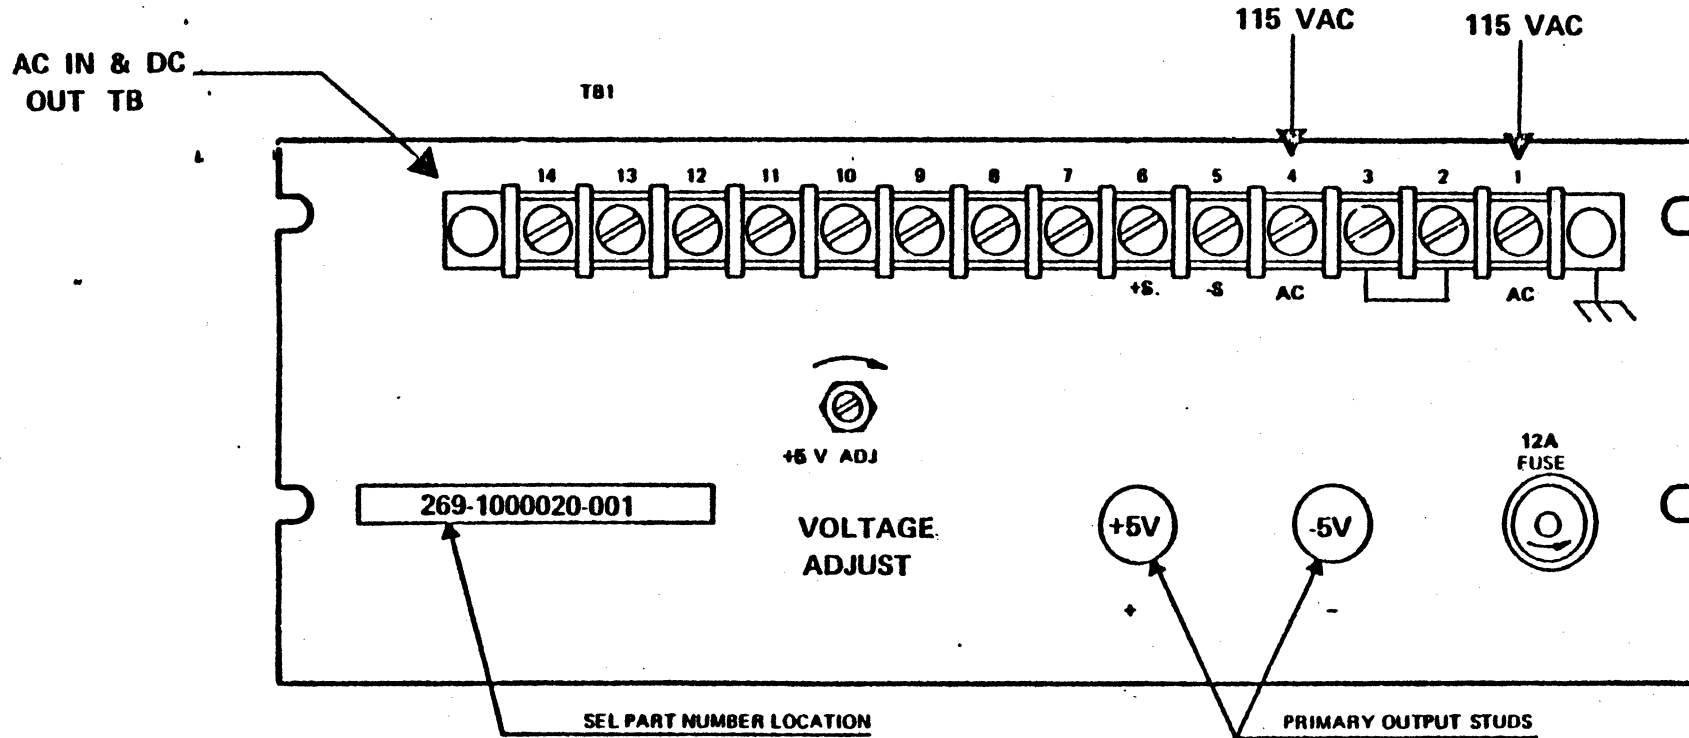 115 VAC 115 VAC
AC IN & DC
OUT TB
TB1
14 13 12 11 10 9 8 7 6 5 4 3 2 1
+S. -S AC AC
+5 V ADJ
12A
FUSE
269-1000020-001
VOLTAGE
ADJUST
+5V -5V
+ -
SEL PART NUMBER LOCATION
PRIMARY OUTPUT STUDS